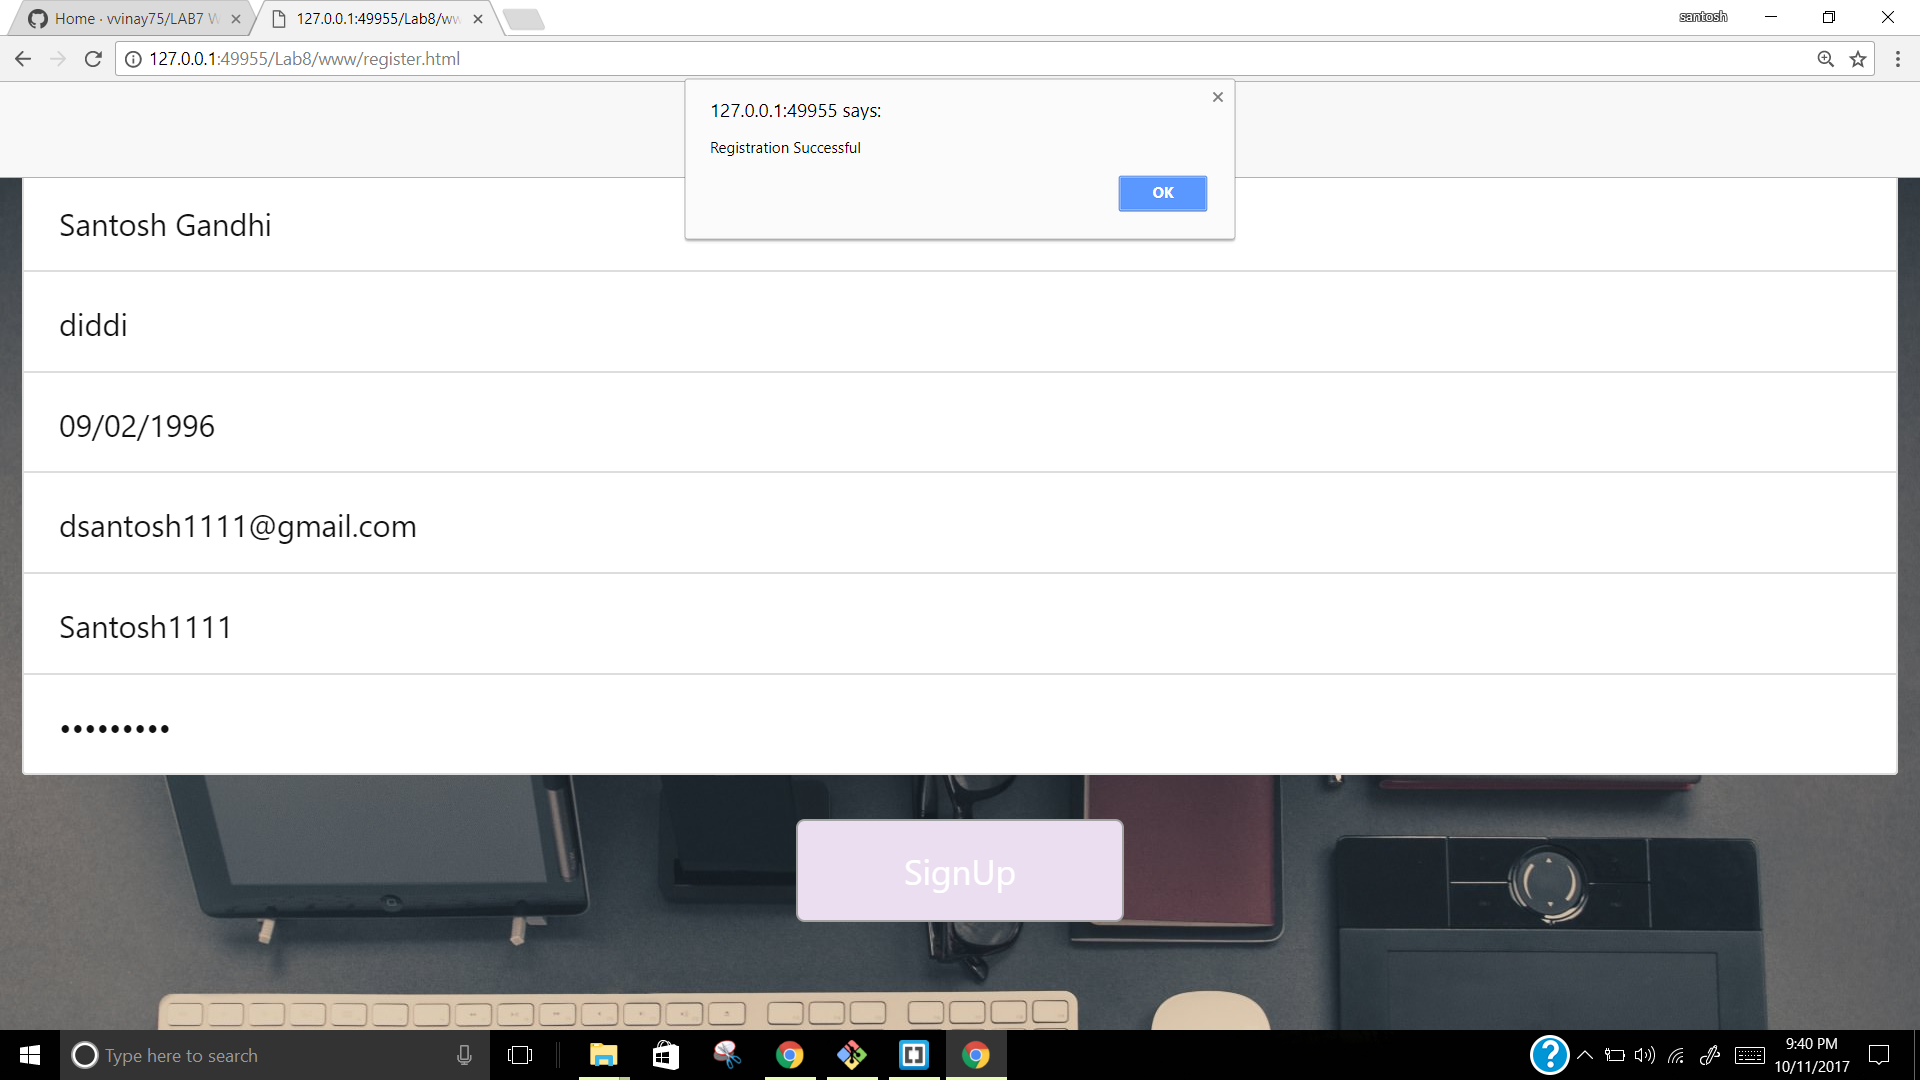 Home · vvinay75/LAB7 W
127.0.0.1:49955/Lab8/ww
santosh
127.0.0.1:49955/Lab8/www/register.html
127.0.0.1:49955 says:
Registration Successful
OK
Santosh Gandhi
diddi
09/02/1996
dsantosh1111@gmail.com
Santosh1111
•••••••••
SignUp
Type here to search
9:40 PM
10/11/2017